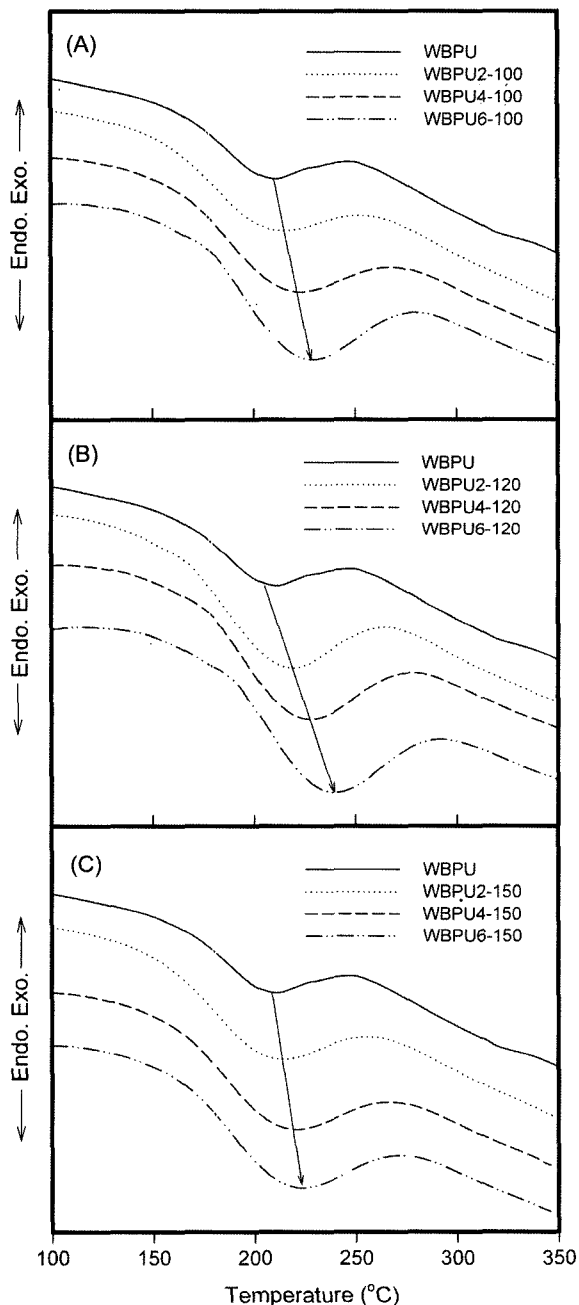 (A)
WBPU
WBPU2-100
WBPU4-100
WBPU6-100
Endo. Exo.
(B)
WBPU
WBPU2-120
WBPU4-120
WBPU6-120
Endo. Exo.
(C)
WBPU
WBPU2-150
WBPU4-150
WBPU6-150
Endo. Exo.
100 150 200 250 300 350
Temperature (°C)